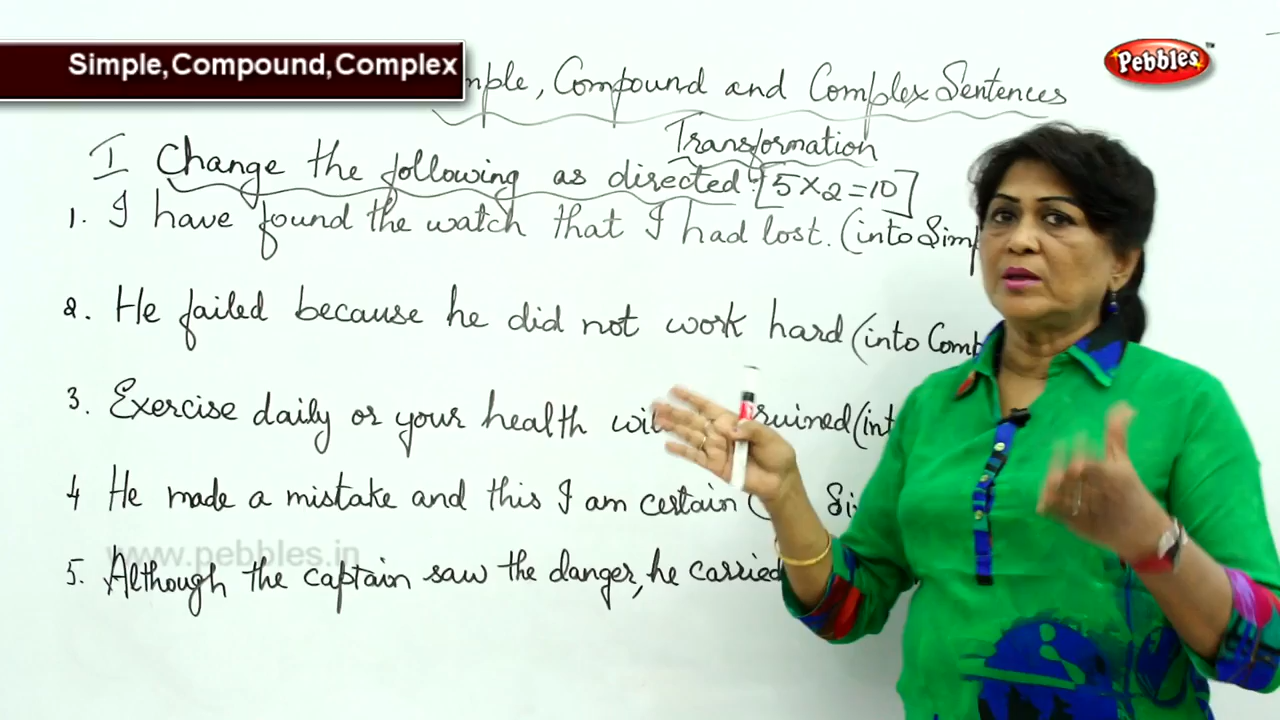 Simple,Compound,Complex
Compound and Complex Sentences
Pebbles™
Transformation
I Change the following as directed:[5×2=10]
1. I have found the watch that I had lost. (into Simp
2. He failed because he did not work hard (into Comp
3. Exercise daily or your health ruined (int
4 He made a mistake and this I am certain ( Si
www.pebbles.in
5. Although the captain saw the danger, he carried